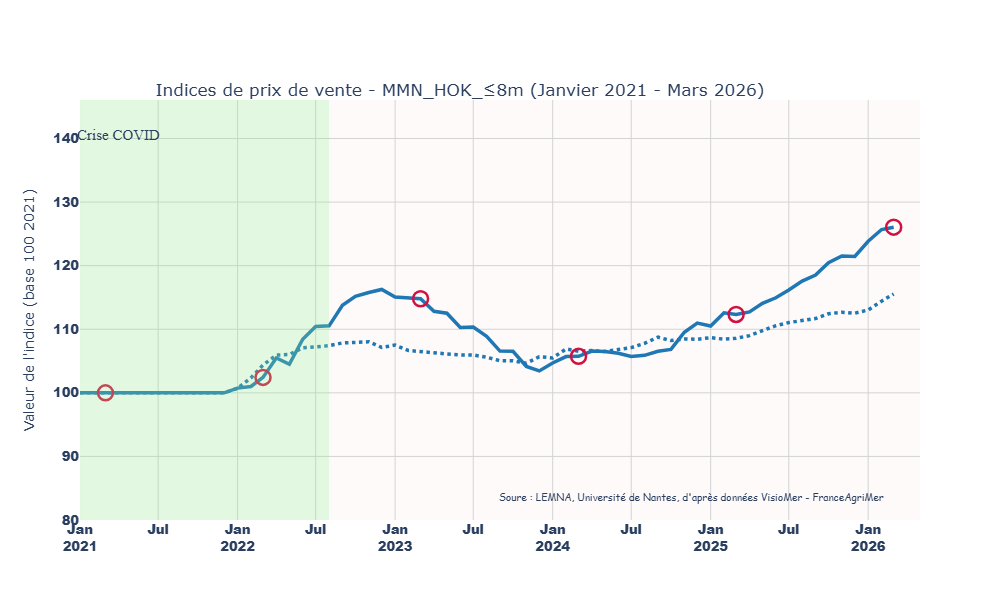 Indices de prix de vente - MMN_HOK_≤8m (Janvier 2021 - Mars 2026)
Crise COVID
Valeur de l'indice (base 100 2021)
140
130
120
110
100
90
80
Soure : LEMNA, Université de Nantes, d'après données VisioMer - FranceAgriMer
Jan Jul Jan Jul Jan Jul Jan Jul Jan Jul Jan
2021 2022 2023 2024 2025 2026